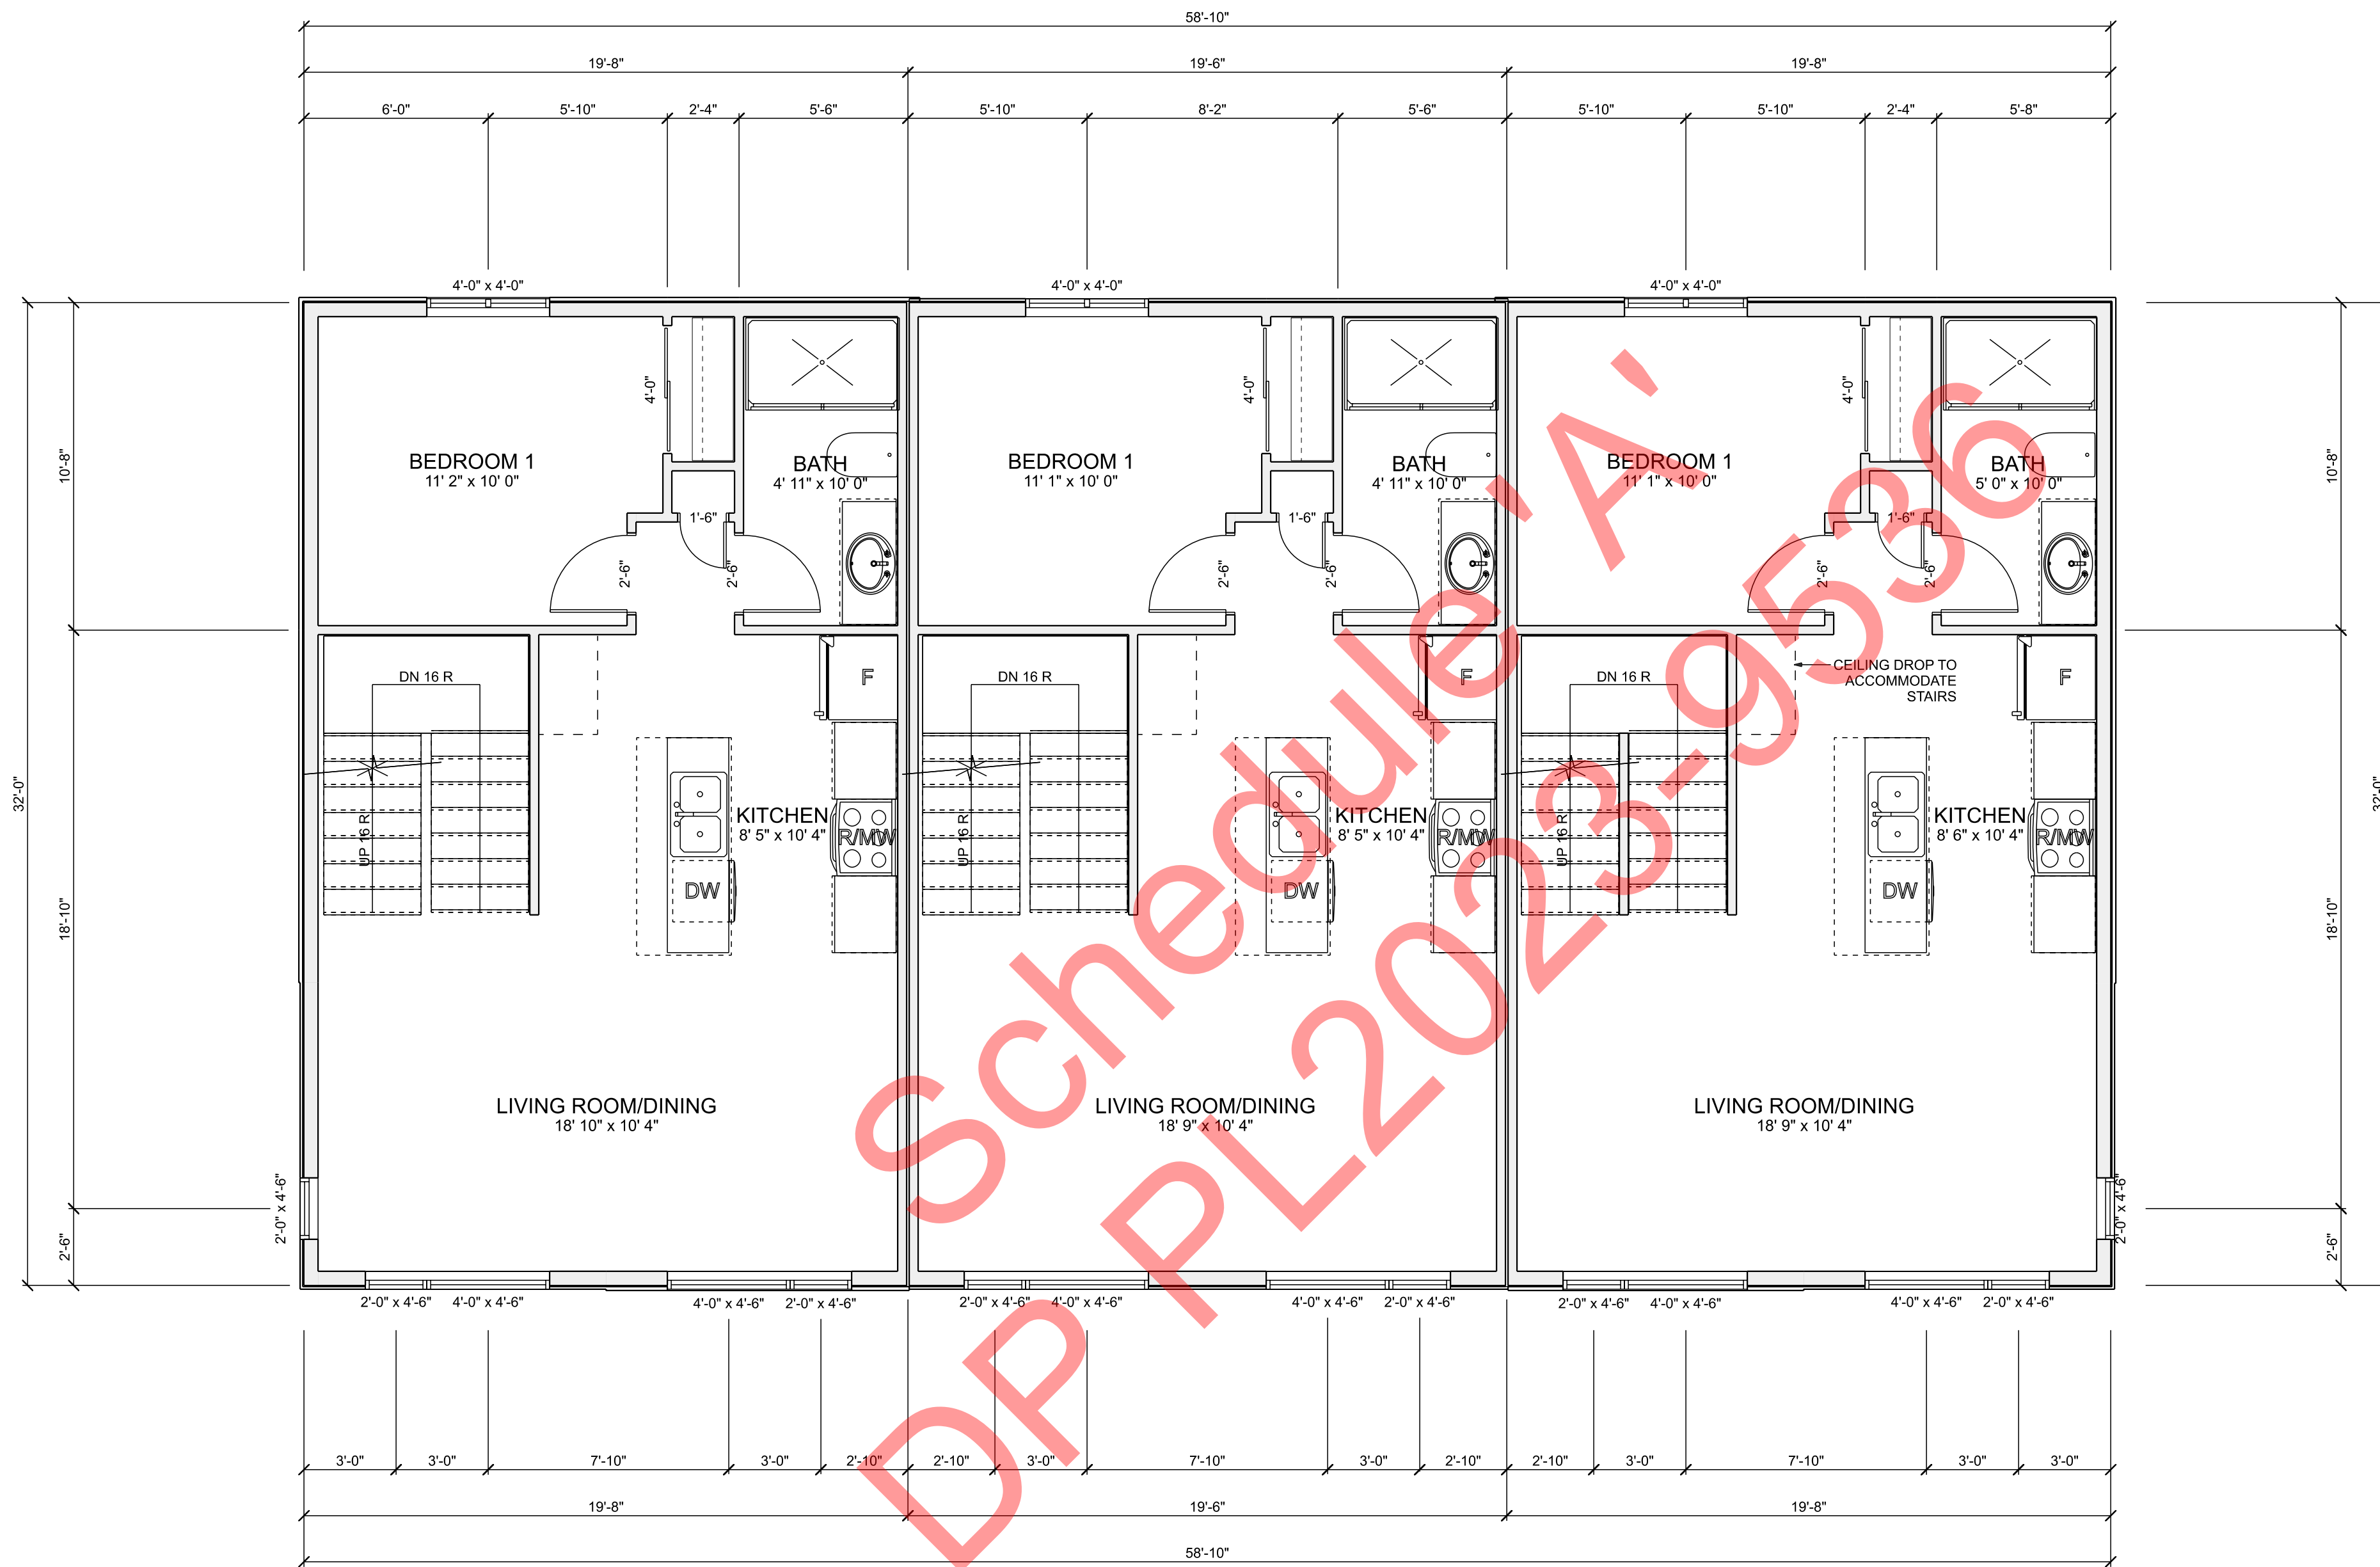 58'-10"
19'-8" 19'-6" 19'-8"
6'-0" 5'-10" 2'-4" 5'-6" 5'-10" 8'-2" 5'-6" 5'-10" 5'-10" 2'-4" 5'-8"
4'-0" x 4'-0" 4'-0" x 4'-0" 4'-0" x 4'-0"
4'-0" 4'-0" 4'-0"
BEDROOM 1 BATH BEDROOM 1 BATH BEDROOM 1 BATH
11' 2" x 10' 0" 4' 11" x 10' 0" 11' 1" x 10' 0" 4' 11" x 10' 0" 11' 1" x 10' 0" 5' 0" x 10' 0"
10'-8" 10'-8"
1'-6" 1'-6" 1'-6"
2'-6" 2'-6" 2'-6" 2'-6" 2'-6" 2'-6"
DN 16 R F DN 16 R F DN 16 R F
CEILING DROP TO
ACCOMMODATE
STAIRS
32'-0" 32'-0"
UP 16 R UP 16 R UP 16 R
KITCHEN KITCHEN KITCHEN
8' 5" x 10' 4" 8' 5" x 10' 4" 8' 6" x 10' 4"
R/MW R/MW R/MW
DW DW DW
18'-10" 18'-10"
LIVING ROOM/DINING LIVING ROOM/DINING LIVING ROOM/DINING
18' 10" x 10' 4" 18' 9" x 10' 4" 18' 9" x 10' 4"
2'-0" x 4'-6" 2'-0" x 4'-6"
2'-6" 2'-6"
2'-0" x 4'-6" 4'-0" x 4'-6" 4'-0" x 4'-6" 2'-0" x 4'-6" 2'-0" x 4'-6" 4'-0" x 4'-6" 4'-0" x 4'-6" 2'-0" x 4'-6" 2'-0" x 4'-6" 4'-0" x 4'-6" 4'-0" x 4'-6" 2'-0" x 4'-6"
3'-0" 3'-0" 7'-10" 3'-0" 2'-10" 2'-10" 3'-0" 7'-10" 3'-0" 2'-10" 2'-10" 3'-0" 7'-10" 3'-0" 3'-0"
19'-8" 19'-6" 19'-8"
58'-10"
Schedule 'A'
DP PL2023-9536